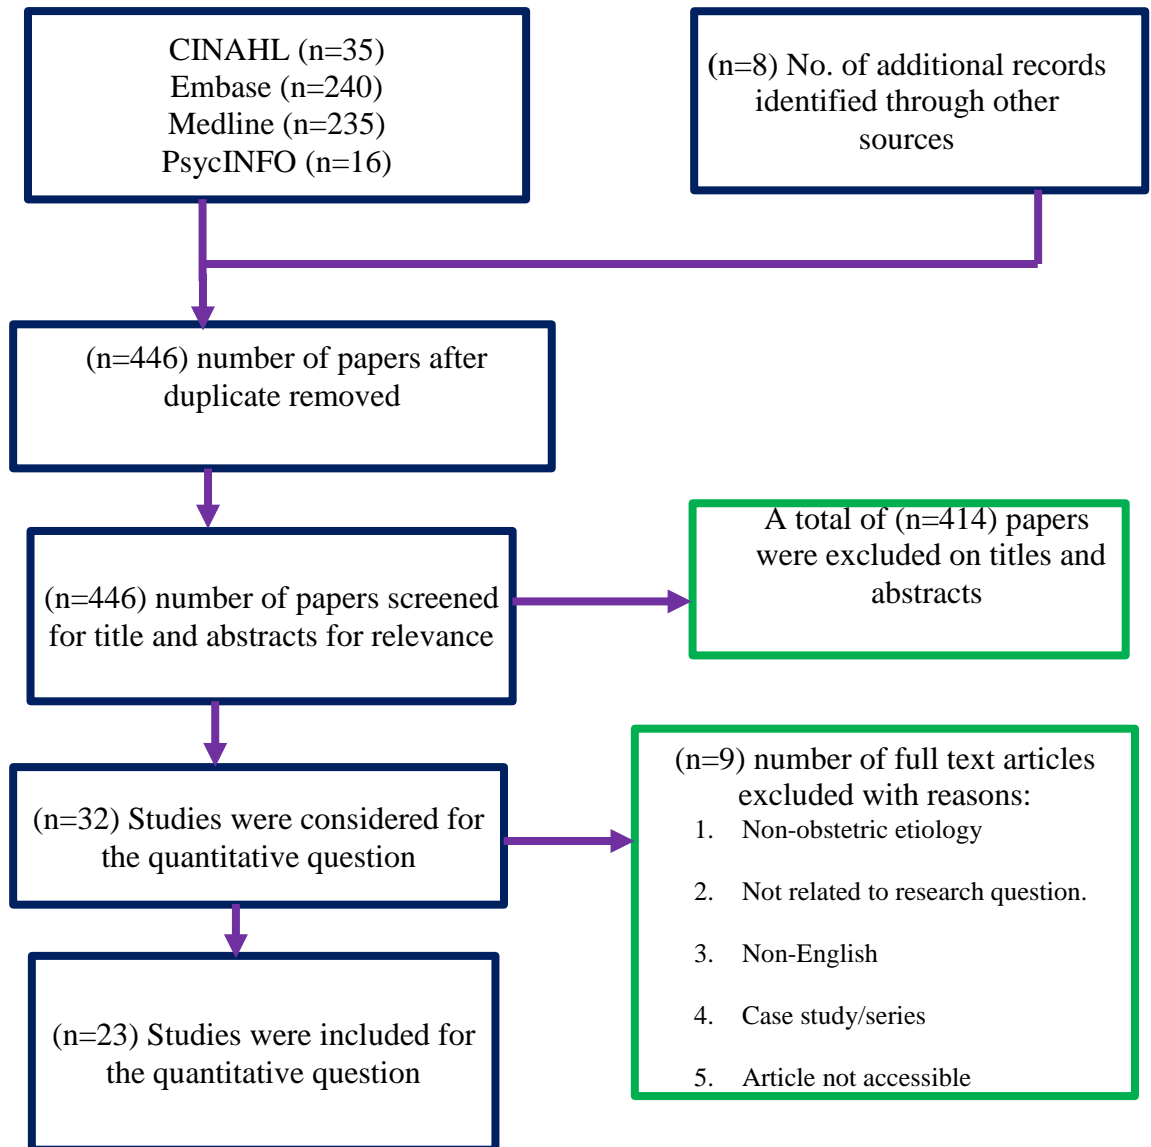 CINAHL (n=35)
Embase (n=240)
Medline (n=235)
PsycINFO (n=16)
(n=8) No. of additional records
identified through other
sources
(n=446) number of papers after
duplicate removed
(n=446) number of papers screened
for title and abstracts for relevance
A total of (n=414) papers
were excluded on titles and
abstracts
(n=32) Studies were considered for
the quantitative question
(n=9) number of full text articles
excluded with reasons:
1. Non-obstetric etiology
2. Not related to research question.
3. Non-English
4. Case study/series
5. Article not accessible
(n=23) Studies were included for
the quantitative question